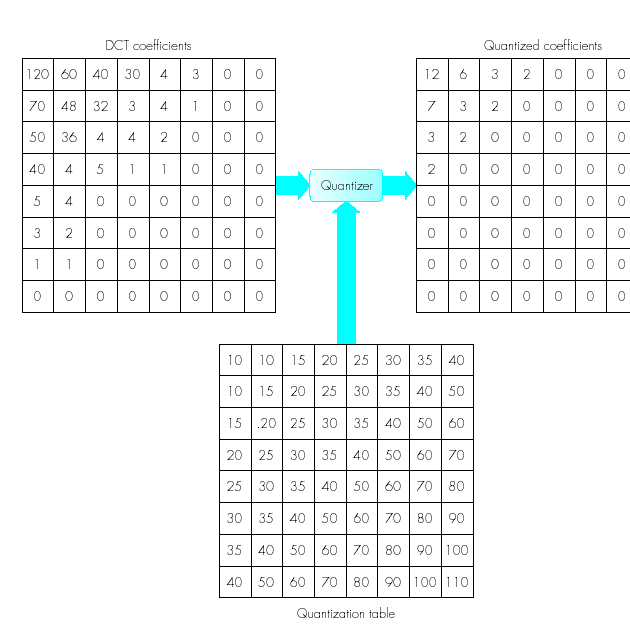 DCT coefficients
120 60 40 30 4 3 0 0
70 48 32 3 4 1 0 0
50 36 4 4 2 0 0 0
40 4 5 1 1 0 0 0
5 4 0 0 0 0 0 0
3 2 0 0 0 0 0 0
1 1 0 0 0 0 0 0
0 0 0 0 0 0 0 0
Quantizer
Quantized coefficients
12 6 3 2 0 0 0
7 3 2 0 0 0 0
3 2 0 0 0 0 0
2 0 0 0 0 0 0
0 0 0 0 0 0 0
0 0 0 0 0 0 0
0 0 0 0 0 0 0
0 0 0 0 0 0 0
10 10 15 20 25 30 35 40
10 15 20 25 30 35 40 50
15 .20 25 30 35 40 50 60
20 25 30 35 40 50 60 70
25 30 35 40 50 60 70 80
30 35 40 50 60 70 80 90
35 40 50 60 70 80 90 100
40 50 60 70 80 90 100 110
Quantization table